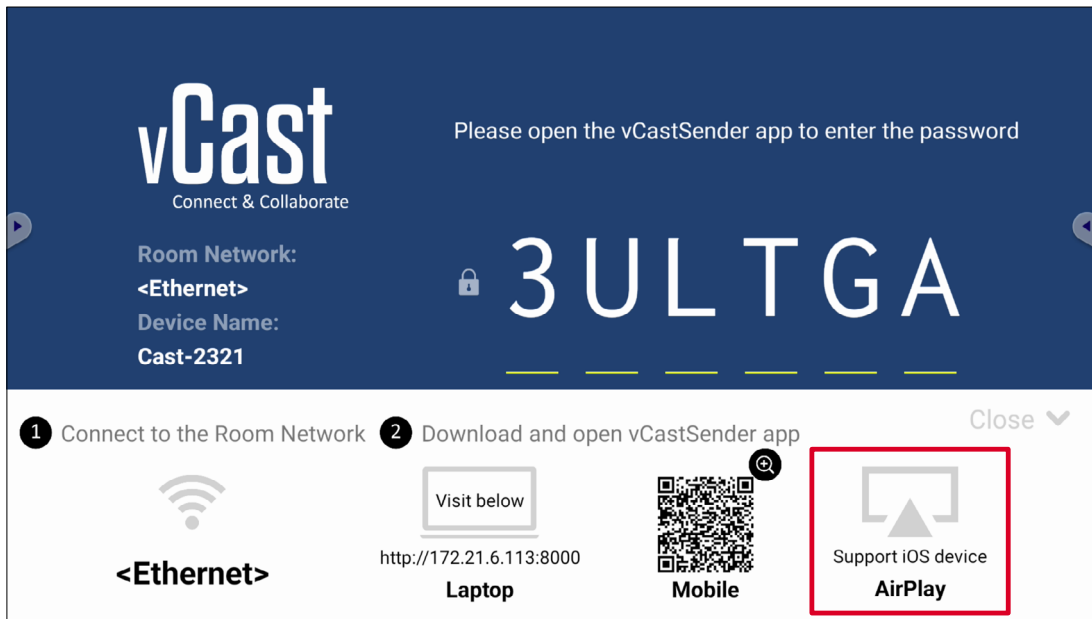 vCast
Connect & Collaborate
Please open the vCastSender app to enter the password
Room Network:
<Ethernet>
Device Name:
Cast-2321
3ULTGA
Close
1 Connect to the Room Network
2 Download and open vCastSender app
<Ethernet>
Visit below
http://172.21.6.113:8000
Laptop
Mobile
Support iOS device
AirPlay